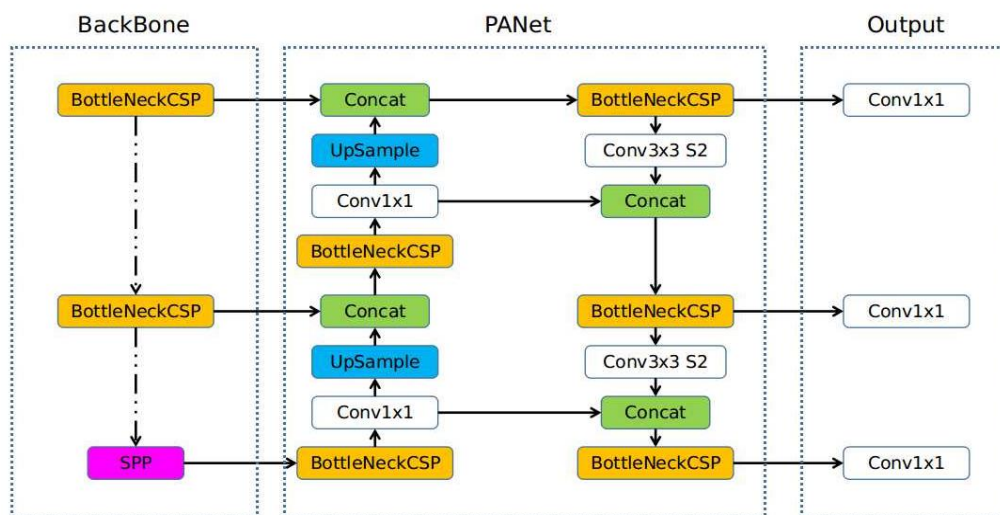 BackBone
PANet
Output
BottleNeckCSP
Concat
BottleNeckCSP
Conv1x1
UpSample
Conv3x3 S2
Conv1x1
Concat
BottleNeckCSP
BottleNeckCSP
Concat
BottleNeckCSP
Conv1x1
UpSample
Conv3x3 S2
Conv1x1
Concat
SPP
BottleNeckCSP
BottleNeckCSP
Conv1x1